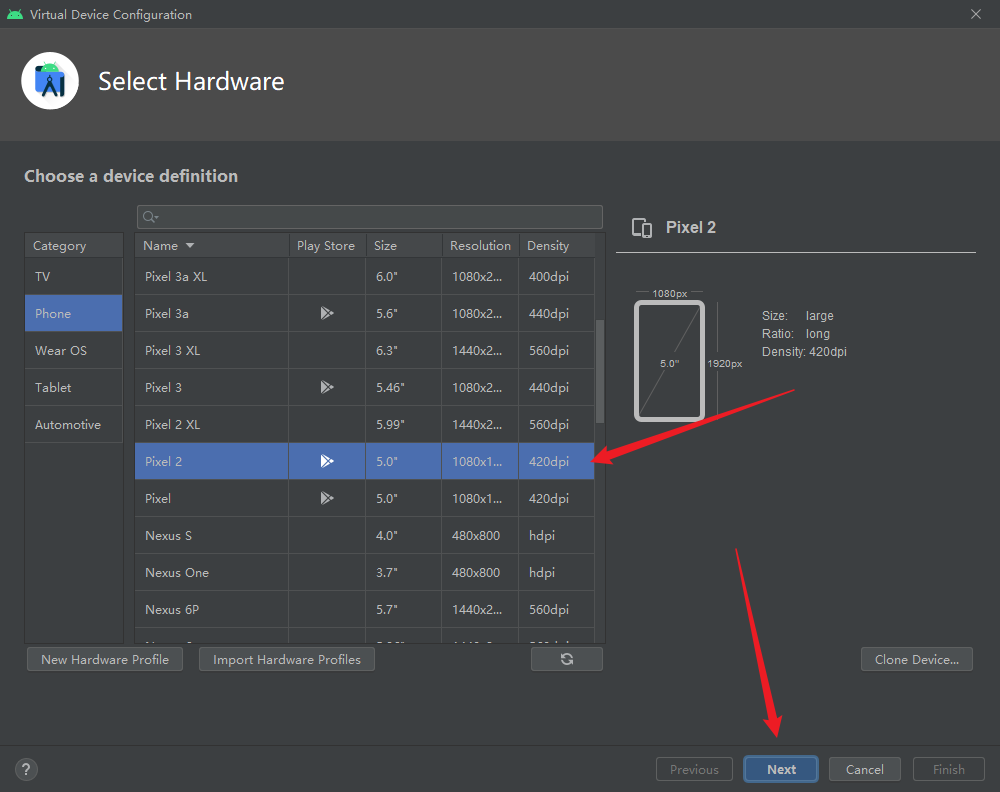 Virtual Device Configuration
Select Hardware
Choose a device definition
Category
TV
Phone
Wear OS
Tablet
Automotive
Name Play Store Size Resolution Density
Pixel 3a XL 6.0" 1080x2... 400dpi
Pixel 3a 5.6" 1080x2... 440dpi
Pixel 3 XL 6.3" 1440x2... 560dpi
Pixel 3 5.46" 1080x2... 440dpi
Pixel 2 XL 5.99" 1440x2... 560dpi
Pixel 2 5.0" 1080x1... 420dpi
Pixel 5.0" 1080x1... 420dpi
Nexus S 4.0" 480x800 hdpi
Nexus One 3.7" 480x800 hdpi
Nexus 6P 5.7" 1440x2... 560dpi
Pixel 2
1080px
5.0"
1920px
Size: large
Ratio: long
Density: 420dpi
New Hardware Profile
Import Hardware Profiles
Clone Device...
?
Previous
Next
Cancel
Finish